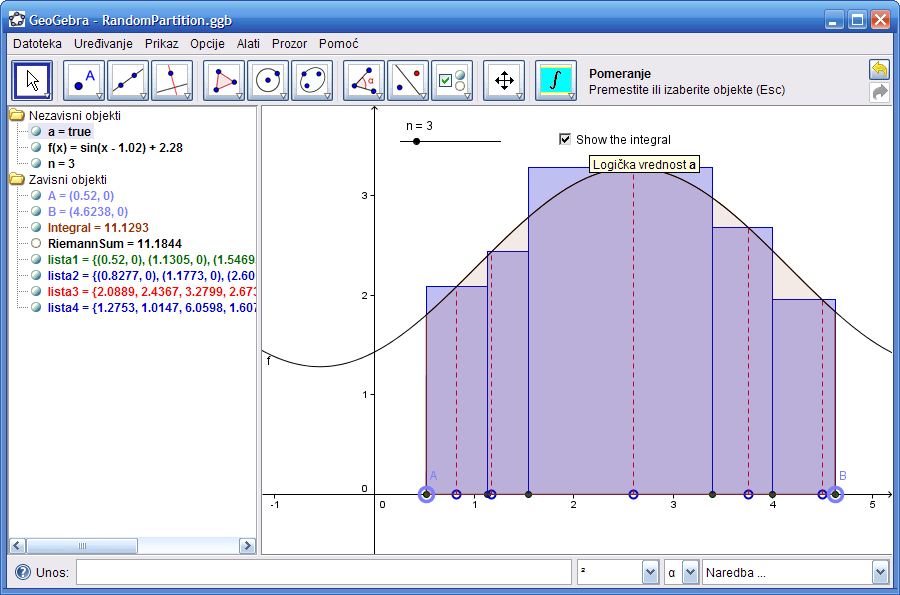 GeoGebra - RandomPartition.ggb
Datoteka Uređivanje Prikaz Opcije Alati Prozor Pomoć
A
α
∫
Pomeranje
Premestite ili izaberite objekte (Esc)
Nezavisni objekti
a = true
f(x) = sin(x - 1.02) + 2.28
n = 3
Zavisni objekti
A = (0.52, 0)
B = (4.6238, 0)
Integral = 11.1293
RiemannSum = 11.1844
lista1 = {(0.52, 0), (1.1305, 0), (1.5469
lista2 = {(0.8277, 0), (1.1773, 0), (2.60
lista3 = {2.0889, 2.4367, 3.2799, 2.673
lista4 = {1.2753, 1.0147, 6.0598, 1.607
n = 3
Show the integral
Logička vrednost a
3
2
f
1
0
A
B
-1 0 1 2 3 4 5
Unos:
²
α
Naredba ...